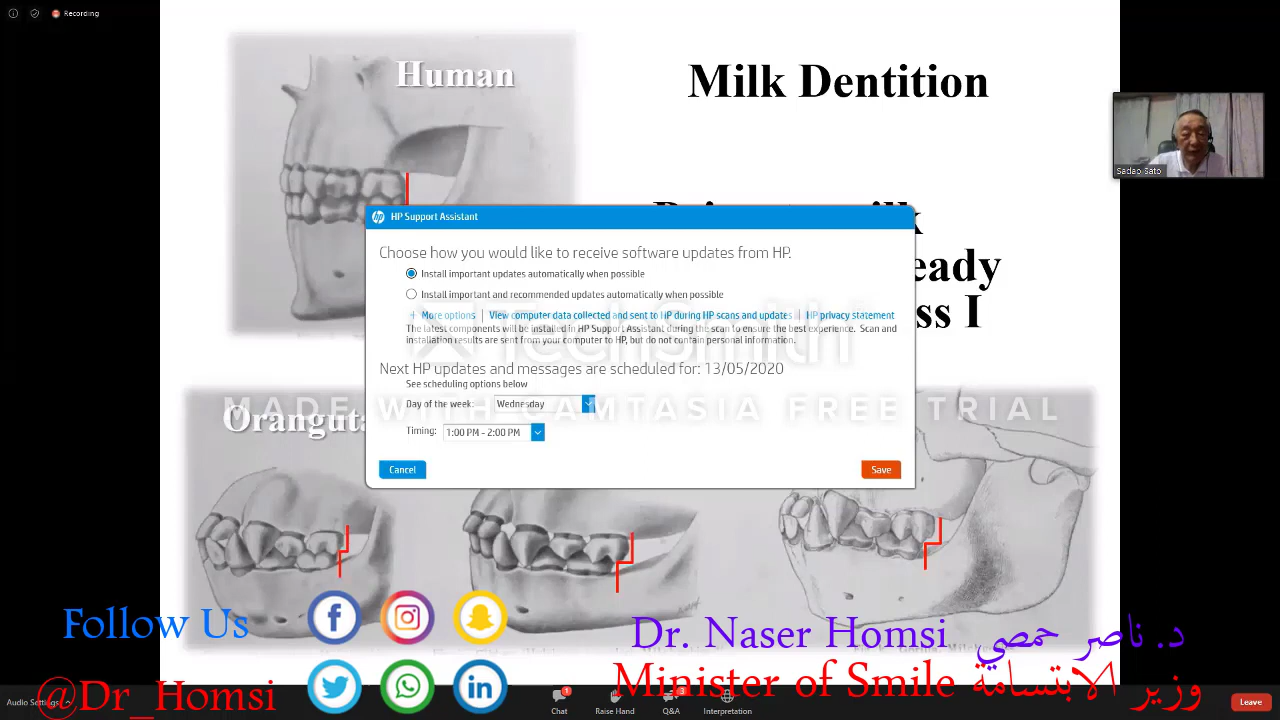 Recording
Human
Milk Dentition
Sadao Sato
HP Support Assistant
Choose how you would like to receive software updates from HP.
Install important updates automatically when possible
Install important and recommended updates automatically when possible
+ More options | View computer data collected and sent to HP during HP scans and updates | HP privacy statement
The latest components will be installed in HP Support Assistant during the scan to ensure the best experience. Scan and
installation results are sent from your computer to HP, but do not contain personal information.
TechSmith
Next HP updates and messages are scheduled for: 13/05/2020
See scheduling options below
Day of the week: Wednesday
MADE WITH CAMTASIA FREE TRIAL
Timing: 1:00 PM - 2:00 PM
Cancel
Save
ss I
Follow Us
Dr. Naser Homsi د. ناصر حمصي
@Dr_Homsi
Minister of Smile وزير الابتسامة
Audio Settings
Chat 1
Raise Hand
Q&A 3
Interpretation
Leave